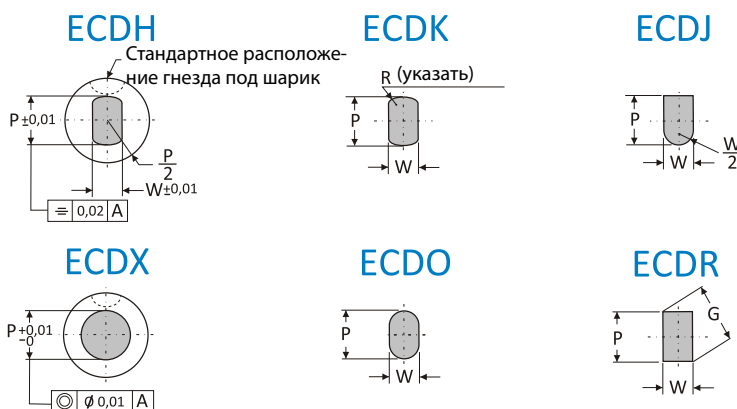 ECDH
Стандартное расположе-
ние гнезда под шарик
P±0,01
P
2
W±0,01
0,02 A
ECDK
R (указать)
P
W
ECDJ
P
W
W
2
ECDX
P+0,01
-0
Ø 0,01 A
ECDO
P
W
ECDR
P
G
W